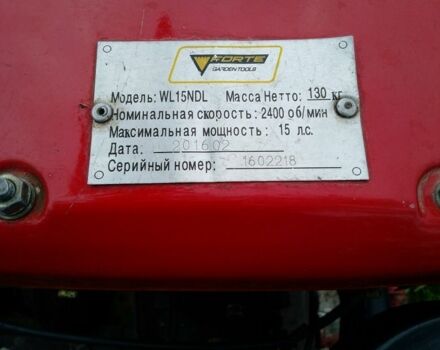 FORTE
GARDEN TOOLS
Модель: WL15NDL Масса Нетто: 130 кг
Номинальная скорость: 2400 об/мин
Максимальная мощность: 15 л.с.
Дата. 201602
Серийный номер: 1602218